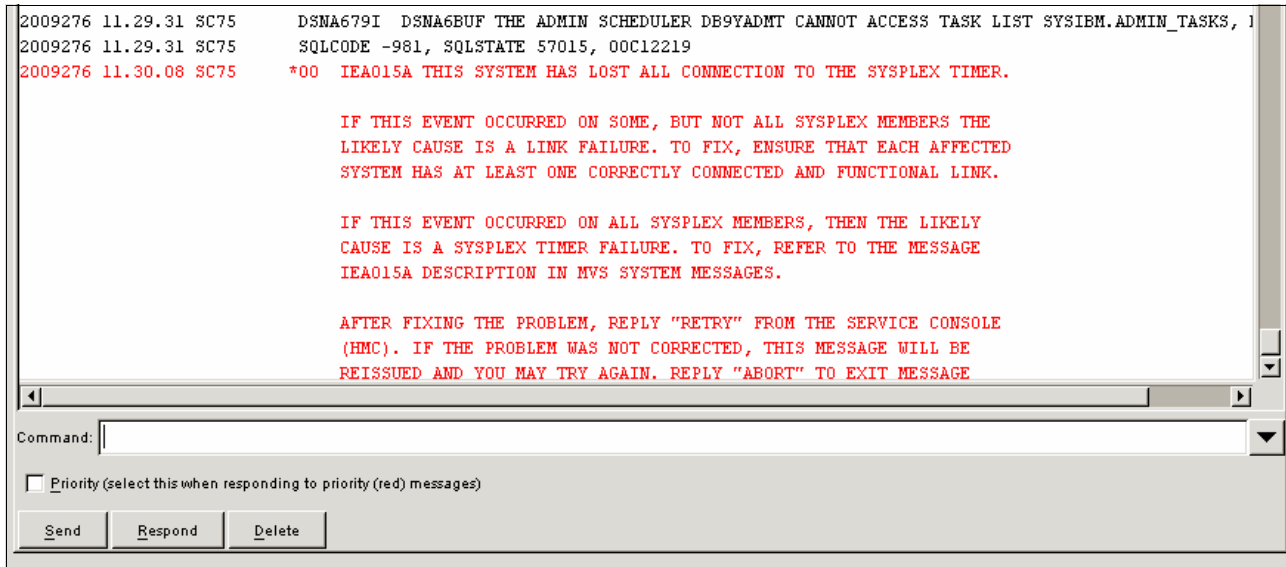 2009276 11.29.31 SC75 DSNA679I DSNA6BUF THE ADMIN SCHEDULER DB9YADMT CANNOT ACCESS TASK LIST SYSIBM.ADMIN_TASKS,
2009276 11.29.31 SC75 SQLCODE -981, SQLSTATE 57015, 00C12219
2009276 11.30.08 SC75 *00 IEA015A THIS SYSTEM HAS LOST ALL CONNECTION TO THE SYSPLEX TIMER.
IF THIS EVENT OCCURRED ON SOME, BUT NOT ALL SYSPLEX MEMBERS THE
LIKELY CAUSE IS A LINK FAILURE. TO FIX, ENSURE THAT EACH AFFECTED
SYSTEM HAS AT LEAST ONE CORRECTLY CONNECTED AND FUNCTIONAL LINK.
IF THIS EVENT OCCURRED ON ALL SYSPLEX MEMBERS, THEN THE LIKELY
CAUSE IS A SYSPLEX TIMER FAILURE. TO FIX, REFER TO THE MESSAGE
IEA015A DESCRIPTION IN MVS SYSTEM MESSAGES.
AFTER FIXING THE PROBLEM, REPLY "RETRY" FROM THE SERVICE CONSOLE
(HMC). IF THE PROBLEM WAS NOT CORRECTED, THIS MESSAGE WILL BE
REISSUED AND YOU MAY TRY AGAIN. REPLY "ABORT" TO EXIT MESSAGE
Command:
Priority (select this when responding to priority (red) messages)
Send Respond Delete